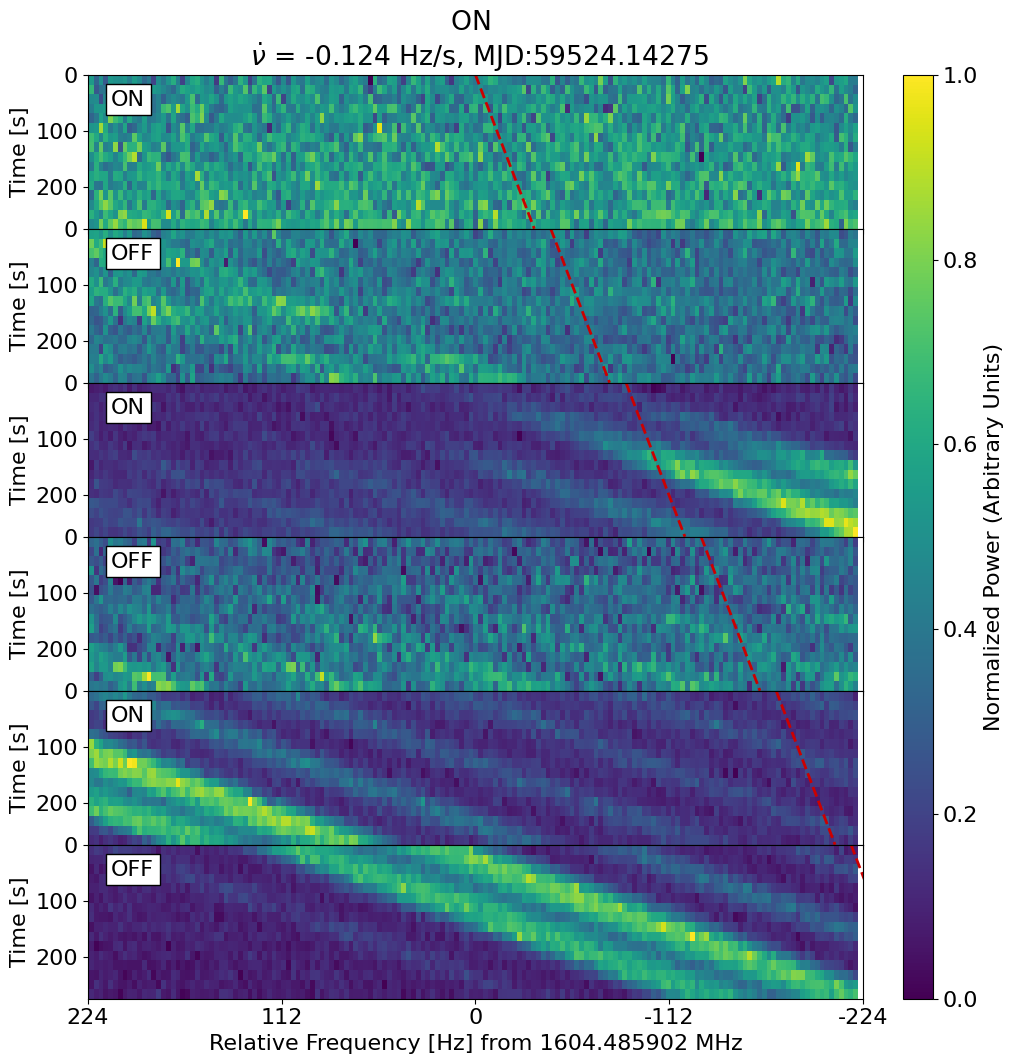 ON
ν̇ = -0.124 Hz/s, MJD:59524.14275
0
ON
100
200
Time [s]
0
OFF
100
200
Time [s]
0
ON
100
200
Time [s]
0
OFF
100
200
Time [s]
0
ON
100
200
Time [s]
0
OFF
100
200
Time [s]
224 112 0 -112 -224
Relative Frequency [Hz] from 1604.485902 MHz
1.0
0.8
0.6
0.4
0.2
0.0
Normalized Power (Arbitrary Units)